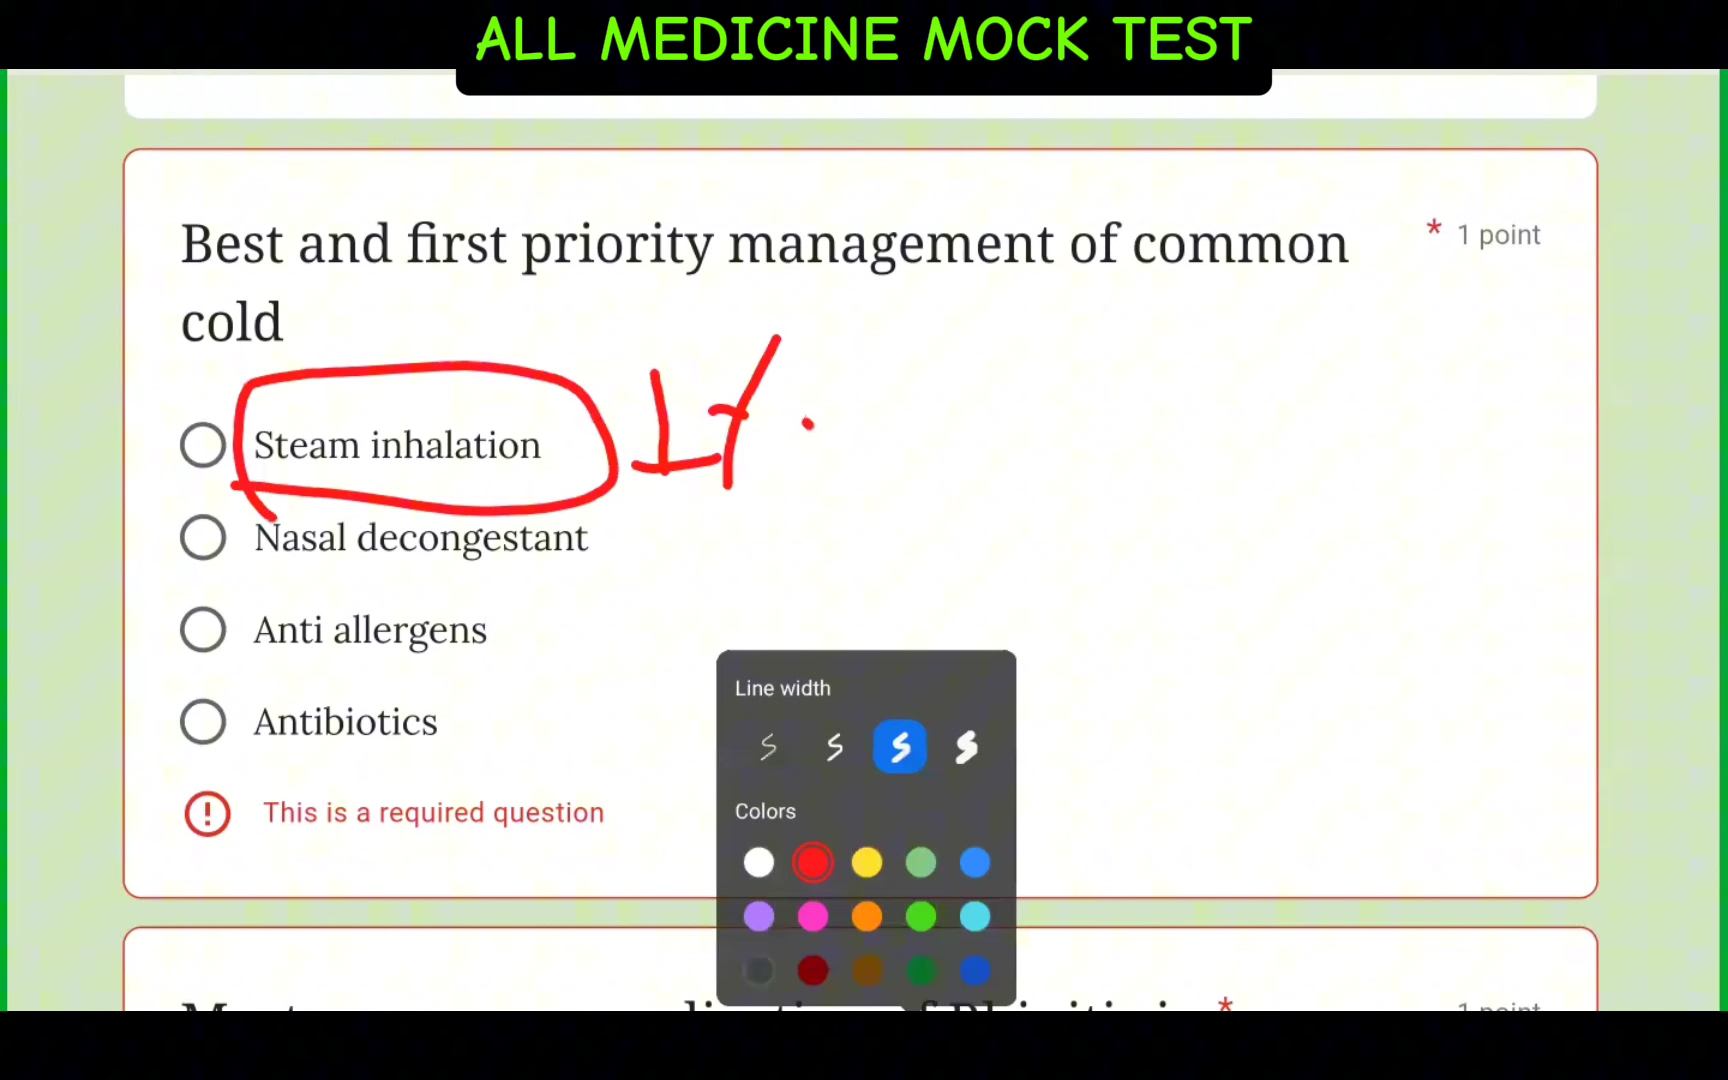 ALL MEDICINE MOCK TEST
Best and first priority management of common * 1 point
cold
Steam inhalation
Nasal decongestant
Anti allergens
Antibiotics
This is a required question
Line width
Colors